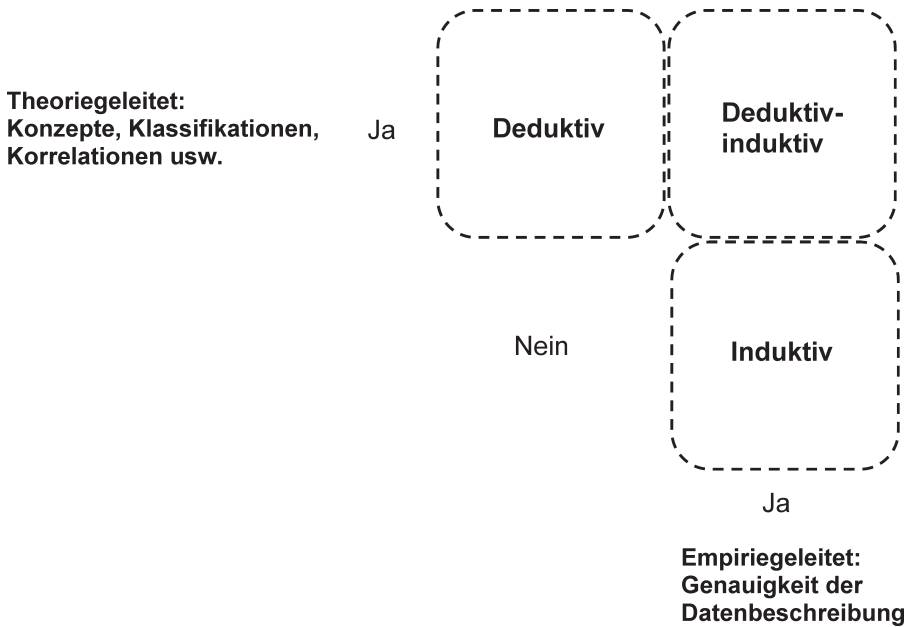 Theoriegeleitet:
Konzepte, Klassifikationen,
Korrelationen usw.
Ja
Deduktiv
Deduktiv-
induktiv
Nein
Induktiv
Ja
Empiriegeleitet:
Genauigkeit der
Datenbeschreibung